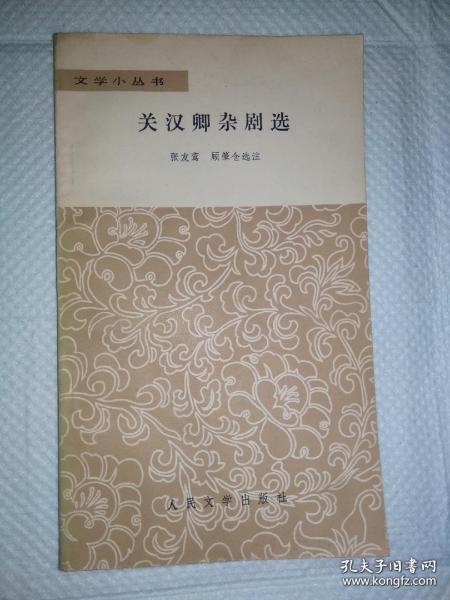 文学小丛书
关汉卿杂剧选
张友鸾 顾肇仓选注
人民文学出版社
孔夫子旧书网
www.kongfz.com